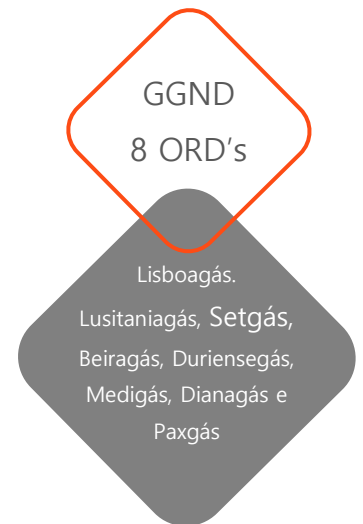 GGND
8 ORD’s
Lisboagás.
Lusitaniagás, Setgás,
Beiragás, Duriensegás,
Medigás, Dianagás e
Paxgás